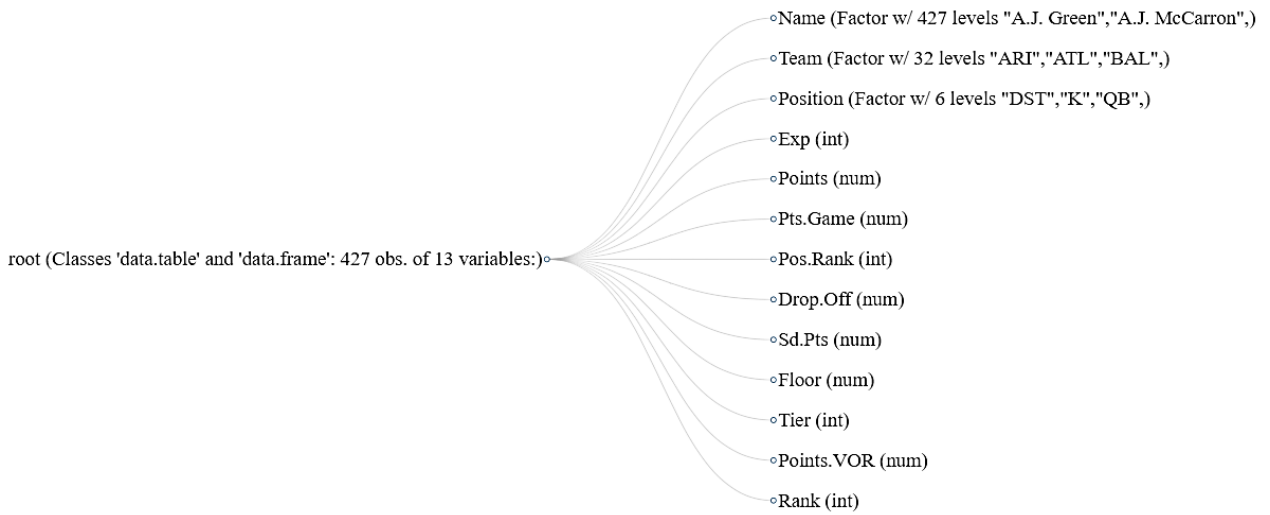 Name (Factor w/ 427 levels "A.J. Green","A.J. McCarron",)
Team (Factor w/ 32 levels "ARI","ATL","BAL",)
Position (Factor w/ 6 levels "DST","K","QB",)
Exp (int)
Points (num)
Pts.Game (num)
root (Classes 'data.table' and 'data.frame': 427 obs. of 13 variables:)
Pos.Rank (int)
Drop.Off (num)
Sd.Pts (num)
Floor (num)
Tier (int)
Points.VOR (num)
Rank (int)